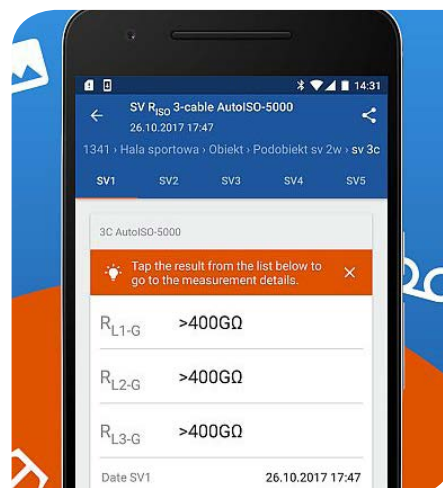 14:31
SV RISO 3-cable AutoISO-5000
26.10.2017 17:47
1341 › Hala sportowa › Obiekt › Podobiekt sv 2w › sv 3c
SV1 SV2 SV3 SV4 SV5
3C AutoISO-5000
Tap the result from the list below to
go to the measurement details.
RL1-G >400GΩ
RL2-G >400GΩ
RL3-G >400GΩ
Date SV1 26.10.2017 17:47